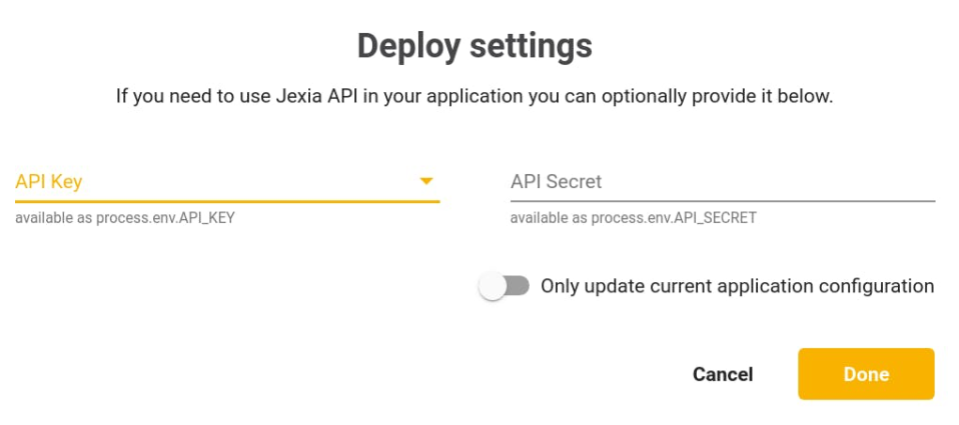 Deploy settings
If you need to use Jexia API in your application you can optionally provide it below.
API Key
API Secret
available as process.env.API_KEY
available as process.env.API_SECRET
Only update current application configuration
Cancel
Done